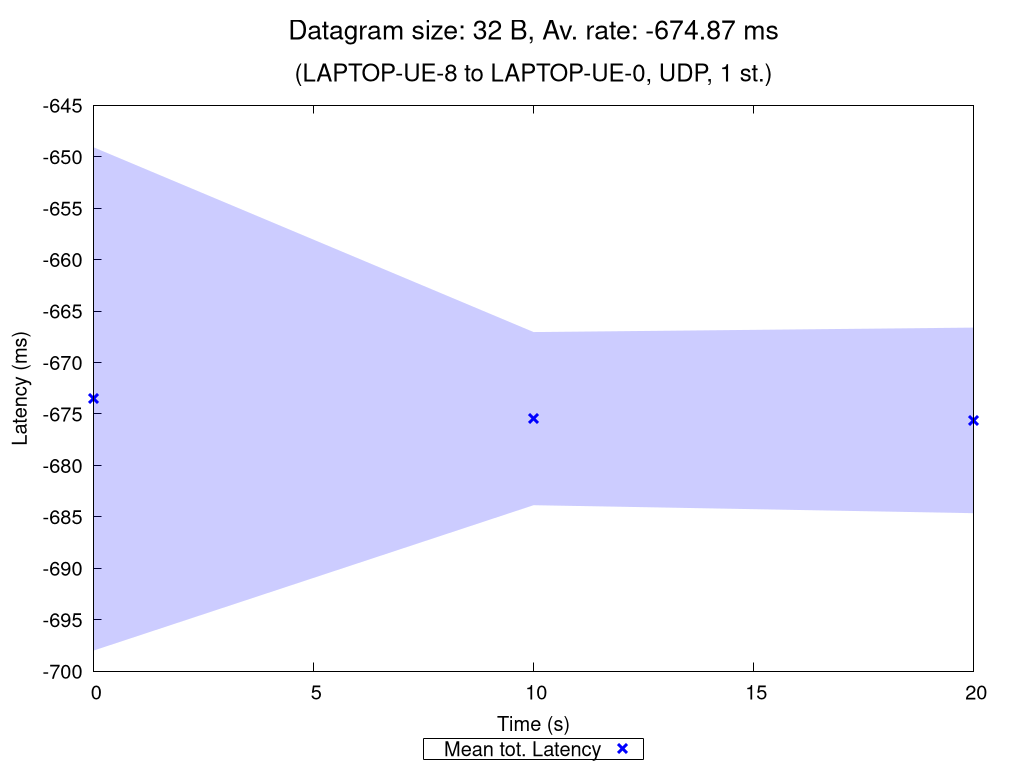 Datagram size: 32 B, Av. rate: -674.87 ms
(LAPTOP-UE-8 to LAPTOP-UE-0, UDP, 1 st.)
-645
-650
-655
-660
-665
-670
-675
-680
-685
-690
-695
-700
Latency (ms)
0 5 10 15 20
Time (s)
Mean tot. Latency